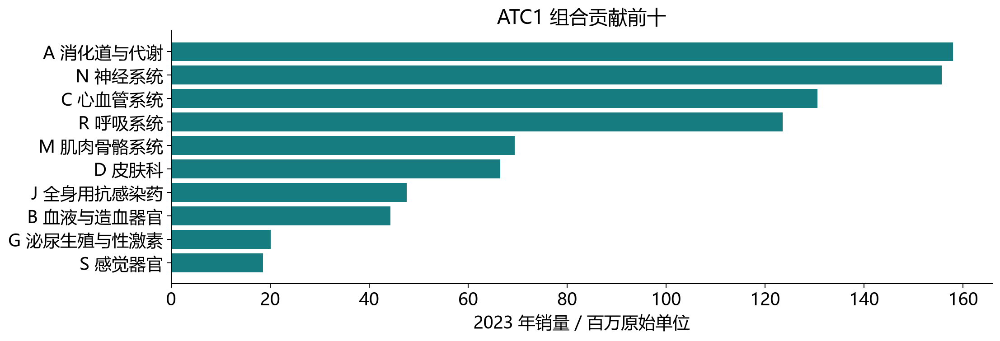 ATC1 组合贡献前十
A 消化道与代谢
N 神经系统
C 心血管系统
R 呼吸系统
M 肌肉骨骼系统
D 皮肤科
J 全身用抗感染药
B 血液与造血器官
G 泌尿生殖与性激素
S 感觉器官
0 20 40 60 80 100 120 140 160
2023 年销量 / 百万原始单位